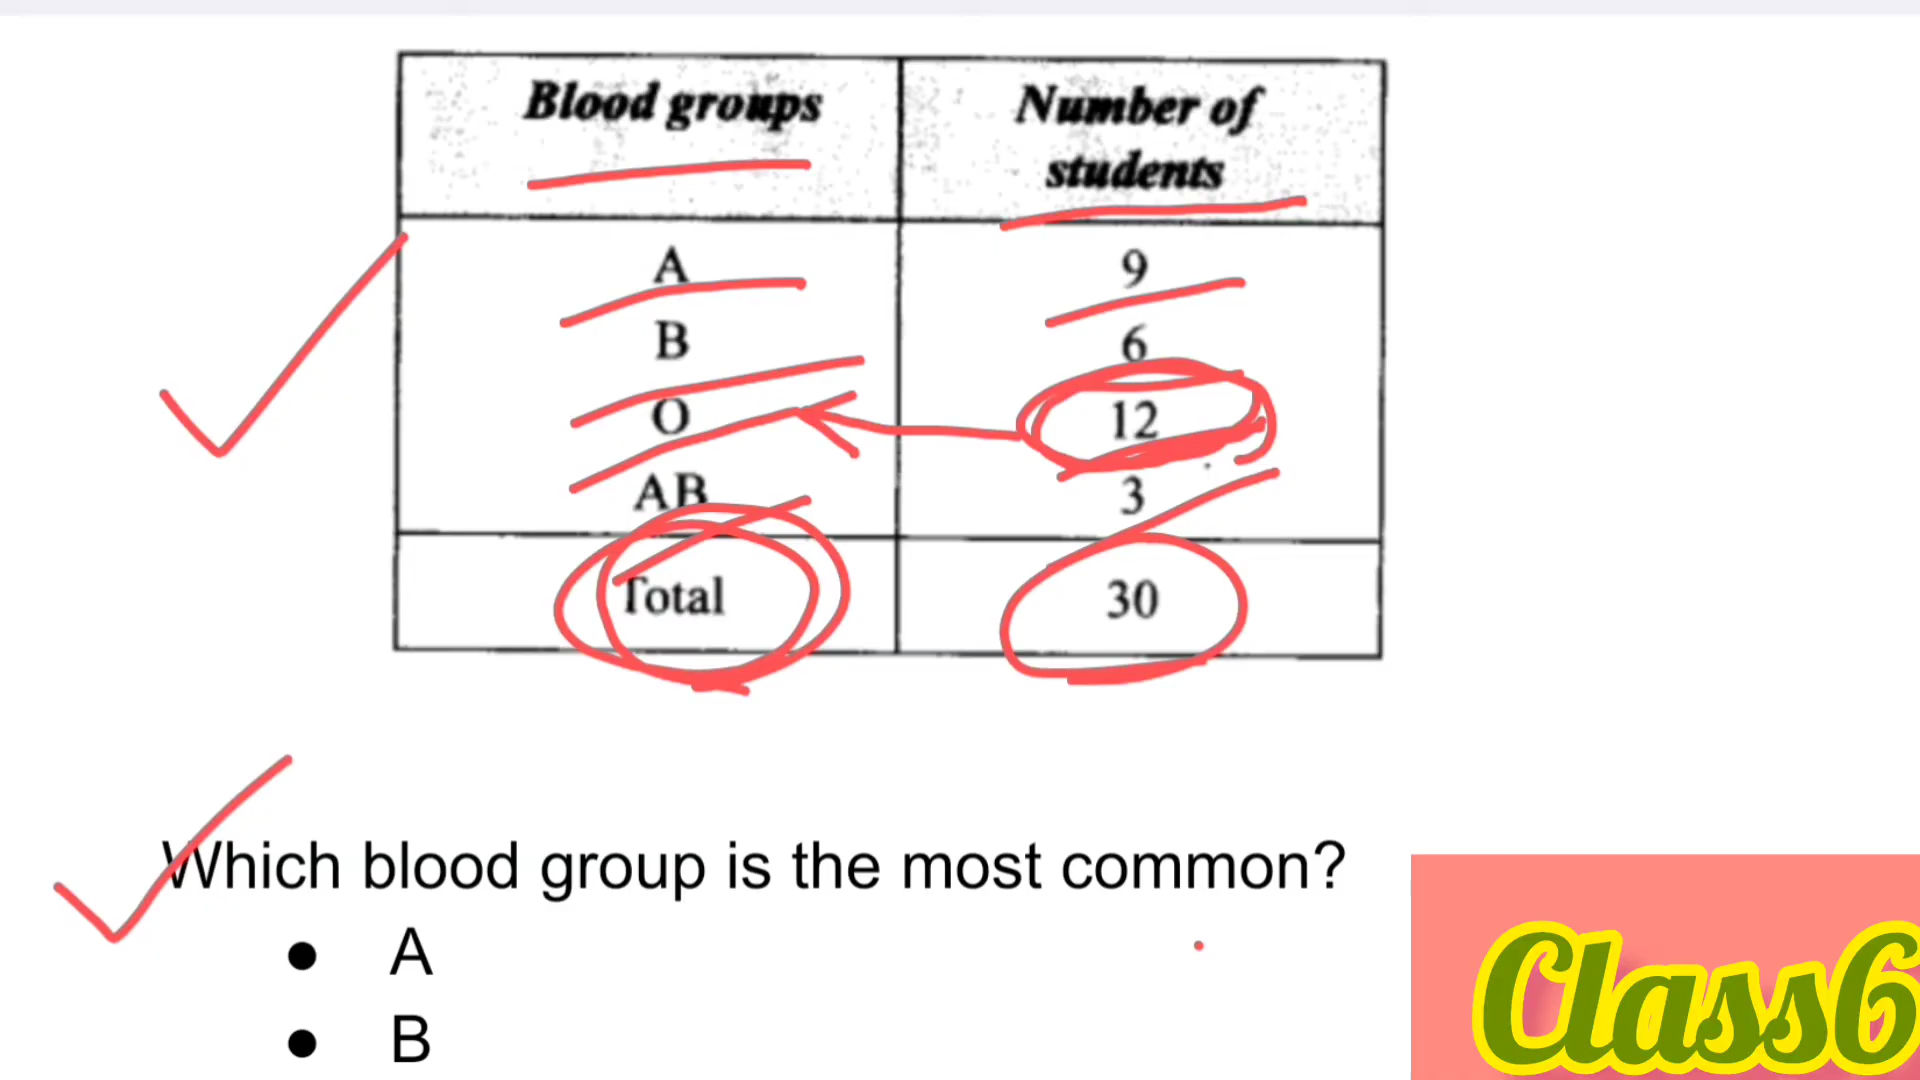 Blood groups Number of
students
A 9
B 6
O 12
AB 3
Total 30
Which blood group is the most common?
● A
● B
Class6